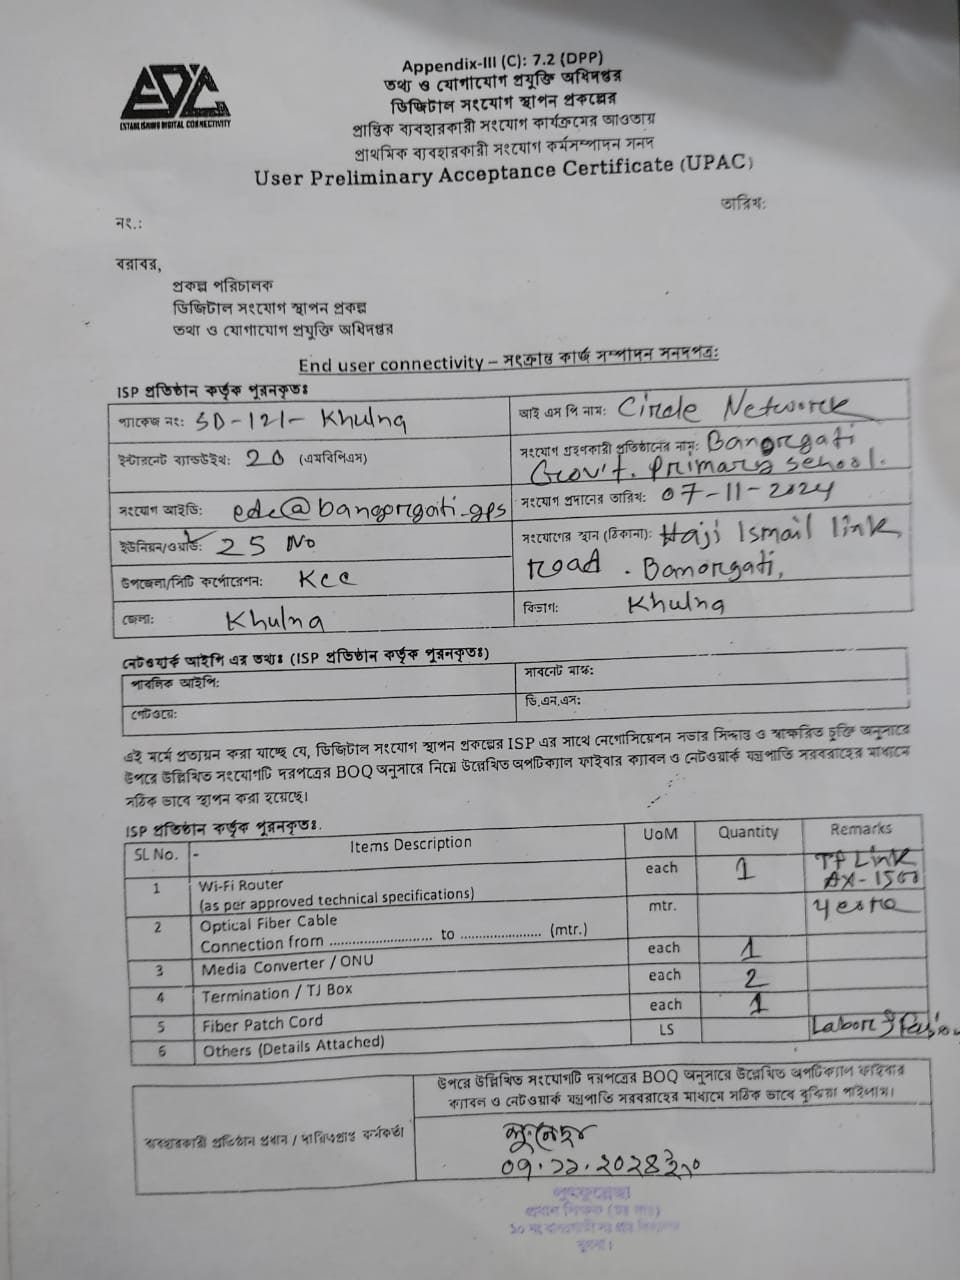 EDC
ESTABLISHING DIGITAL CONNECTIVITY
Appendix-III (C): 7.2 (DPP)
তথ্য ও যোগাযোগ প্রযুক্তি অধিদপ্তর
ডিজিটাল সংযোগ স্থাপন প্রকল্পের
প্রান্তিক ব্যবহারকারী সংযোগ কার্যক্রমের আওতায়
প্রাথমিক ব্যবহারকারী সংযোগ কর্মসম্পাদন সনদ
User Preliminary Acceptance Certificate (UPAC)
তারিখ:
নং.:
বরাবর,
প্রকল্প পরিচালক
ডিজিটাল সংযোগ স্থাপন প্রকল্প
তথ্য ও যোগাযোগ প্রযুক্তি অধিদপ্তর
End user connectivity – সংক্রান্ত কার্জ সম্পাদন সনদপত্র:
ISP প্রতিষ্ঠান কর্তৃক পূরনকৃতঃ
প্যাকেজ নং: SD-121- Khulna
আই এস পি নাম: Circle Network
ইন্টারনেট ব্যান্ডউইথ: 20 (এমবিপিএস)
সংযোগ গ্রহণকারী প্রতিষ্ঠানের নাম: Banorgati
Gov't. Primary School.
সংযোগ আইডি: edc@bangorgati.gps
সংযোগ প্রদানের তারিখ: 07-11-2024
ইউনিয়ন/ওয়ার্ড: 25 No
সংযোগের স্থান (ঠিকানা): Haji Ismail link
road. Banorgati,
উপজেলা/সিটি কর্পোরেশন: Kcc
জেলা: Khulna
বিভাগ: Khulna
নেটওয়ার্ক আইপি এর তথ্যঃ (ISP প্রতিষ্ঠান কর্তৃক পূরনকৃতঃ)
পাবলিক আইপি:
সাবনেট মাস্ক:
গেটওয়ে:
ডি.এন.এস:
এই মর্মে প্রত্যয়ন করা যাচ্ছে যে, ডিজিটাল সংযোগ স্থাপন প্রকল্পের ISP এর সাথে নেগোসিয়েশন সভার সিদ্ধান্ত ও স্বাক্ষরিত চুক্তি অনুসারে
উপরে উল্লিখিত সংযোগটি দরপত্রের BOQ অনুসারে নিম্নে উল্লেখিত অপটিক্যাল ফাইবার ক্যাবল ও নেটওয়ার্ক যন্ত্রপাতি সরবরাহের মাধ্যমে
সঠিক ভাবে স্থাপন করা হয়েছে।
ISP প্রতিষ্ঠান কর্তৃক পূরনকৃতঃ.
SL No. - Items Description UoM Quantity Remarks
1 Wi-Fi Router each 1 TP Link
(as per approved technical specifications) AX-1500
2 Optical Fiber Cable mtr.
Connection from ........................... to ..................... (mtr.)
3 Media Converter / ONU each 1
4 Termination / TJ Box each 2
5 Fiber Patch Cord each 1
6 Others (Details Attached) LS Labor &
উপরে উল্লিখিত সংযোগটি দরপত্রের BOQ অনুসারে উল্লেখিত অপটিক্যাল ফাইবার
ক্যাবল ও নেটওয়ার্ক যন্ত্রপাতি সরবরাহের মাধ্যমে সঠিক ভাবে বুঝিয়া পাইলাম।
ব্যবহারকারী প্রতিষ্ঠান প্রধান / দায়িত্বপ্রাপ্ত কর্মকর্তা
০৭.১১.২০২৪ইং
প্রধান শিক্ষক
খুলনা।